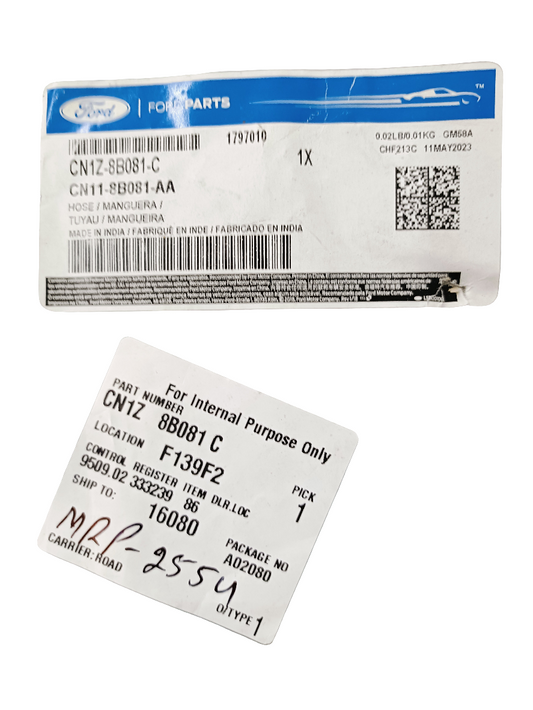 Ford | FORD PARTS ™
1797010
1X
0.02LB/0.01KG GM58A
CHF213C 11MAY2023
CN1Z-8B081-C
CN11-8B081-AA
HOSE / MANGUERA /
TUYAU / MANGUEIRA
MADE IN INDIA / FABRIQUÉ EN INDE / FABRICADO EN INDIA
For Internal Purpose Only
PART NUMBER
CN1Z 8B081 C
PICK
1
LOCATION F139F2
CONTROL REGISTER ITEM DLR.LOC
9509.02 333239 86
SHIP TO: 16080
PACKAGE NO
A02080
MRP-2554
CARRIER: ROAD
O/TYPE 1